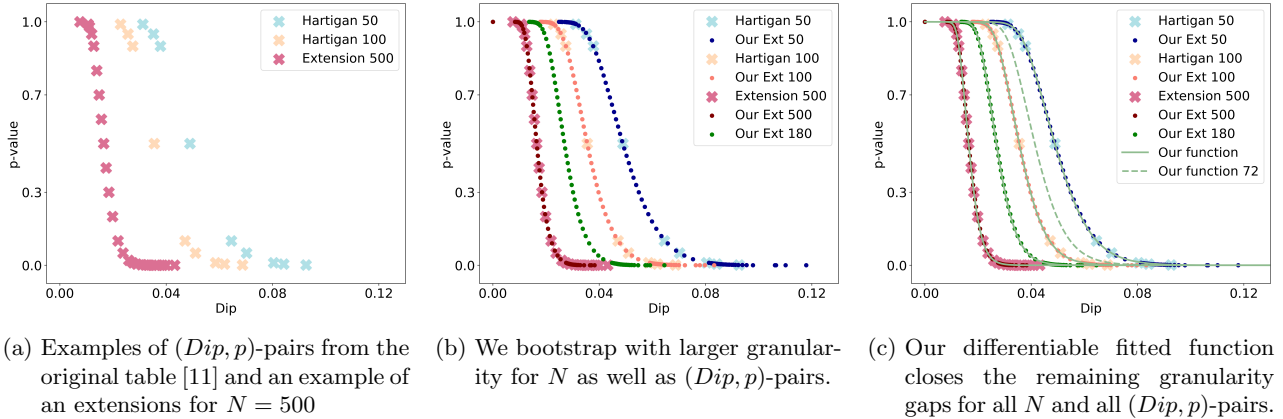 1.0
0.7
0.3
0.0
p-value
0.00
0.04
0.08
0.12
Dip
Hartigan 50
Hartigan 100
Extension 500
(a) Examples of (Dip, p)-pairs from the
original table [11] and an example of
an extensions for N = 500
1.0
0.7
0.3
0.0
p-value
0.00
0.04
0.08
0.12
Dip
Hartigan 50
Our Ext 50
Hartigan 100
Our Ext 100
Extension 500
Our Ext 500
Our Ext 180
(b) We bootstrap with larger granular-
ity for N as well as (Dip, p)-pairs.
1.0
0.7
0.3
0.0
p-value
0.00
0.04
0.08
0.12
Dip
Hartigan 50
Our Ext 50
Hartigan 100
Our Ext 100
Extension 500
Our Ext 500
Our Ext 180
Our function
Our function 72
(c) Our differentiable fitted function
closes the remaining granularity
gaps for all N and all (Dip, p)-pairs.